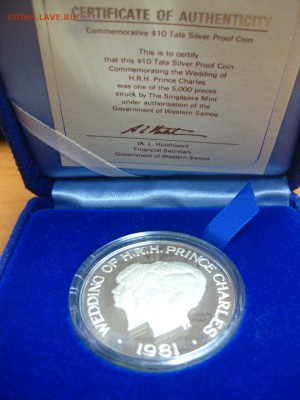 COINS.LAVE.RU
CERTIFICATE OF AUTHENTICITY
Commemorative $10 Tala Silver Proof Coin
This is to certify
that this $10 Tala Silver Proof Coin
Commemorating the Wedding of
H.R.H. Prince Charles
was one of the 5,000 pieces
struck by The Singapore Mint
under authorisation of the
Government of Western Samoa
(A. L. Hutchison)
Financial Secretary
Government of Western Samoa
WEDDING OF H.R.H. PRINCE CHARLES
· 1981 ·